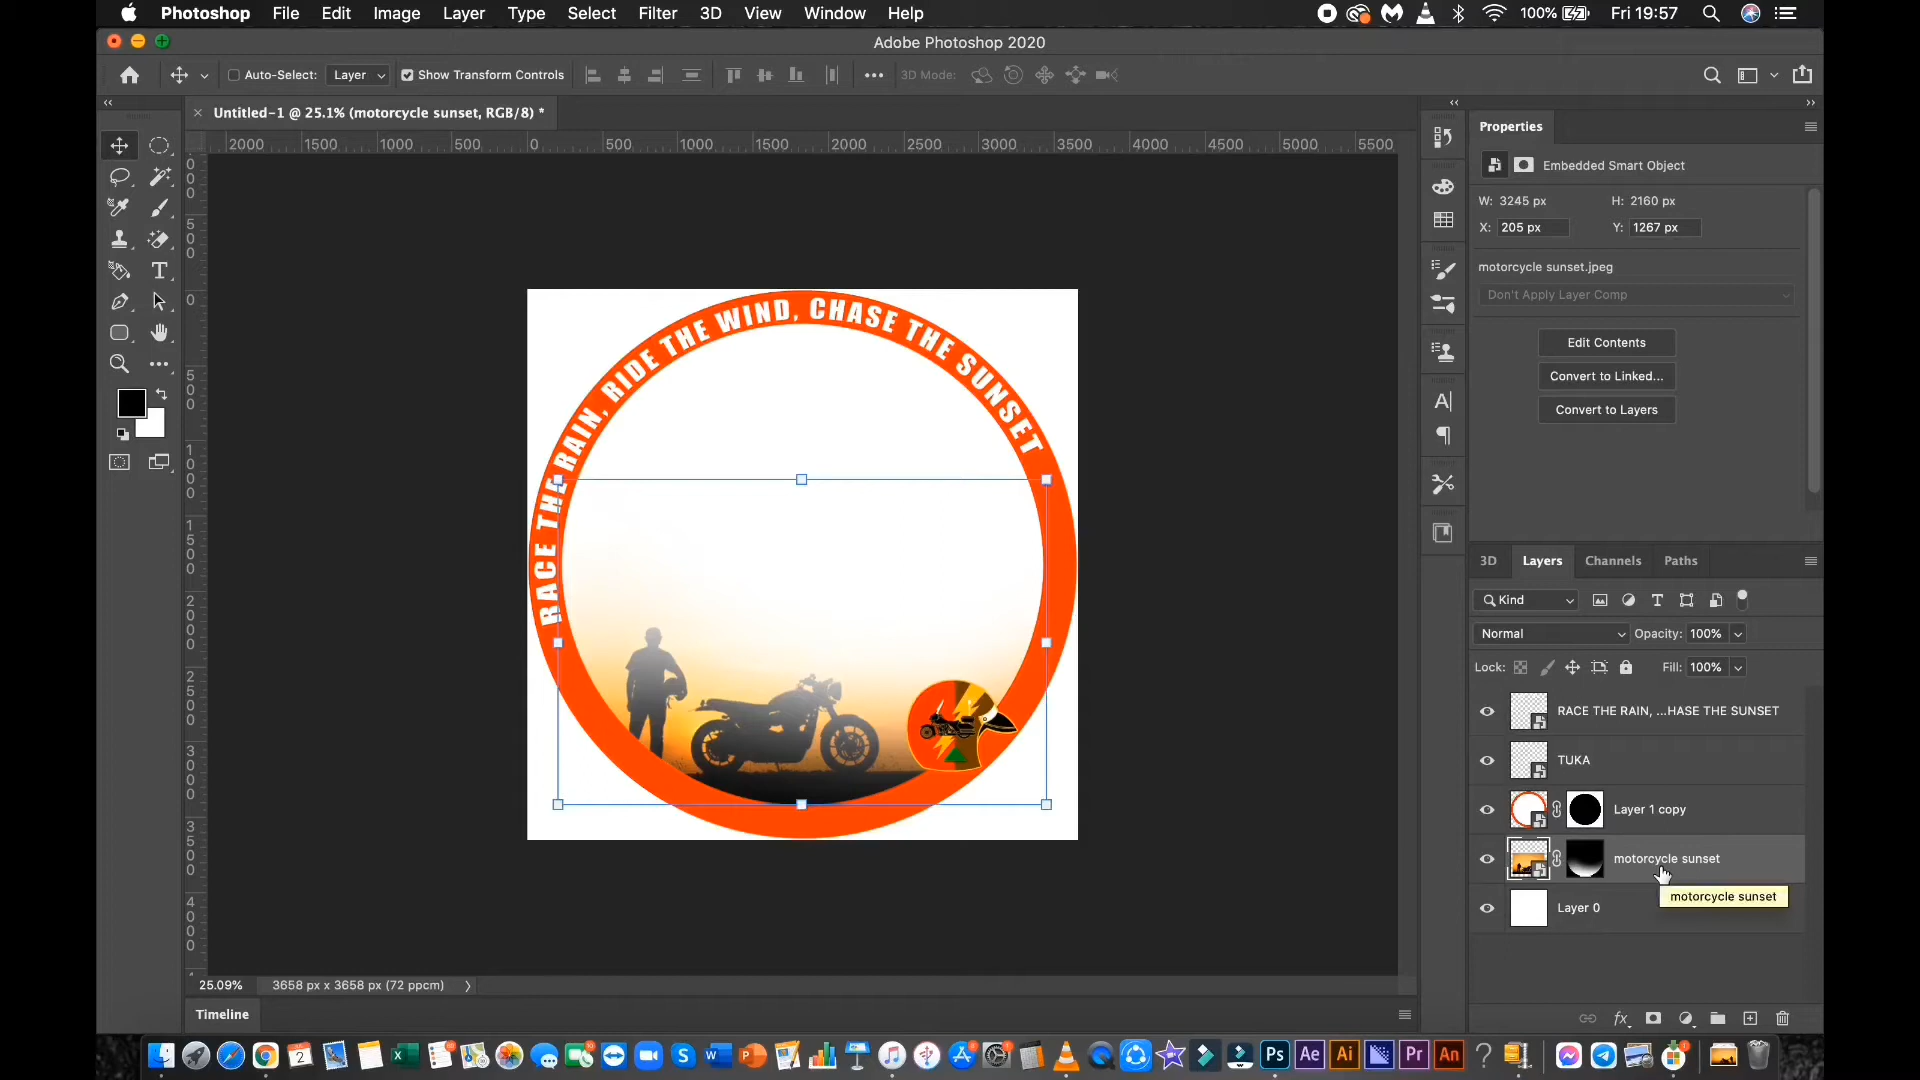 Photoshop File Edit Image Layer Type Select Filter 3D View Window Help 100% Fri 19:57
Adobe Photoshop 2020
Auto-Select: Layer Show Transform Controls 3D Mode:
Untitled-1 @ 25.1% (motorcycle sunset, RGB/8) *
2000 1500 1000 500 0 500 1000 1500 2000 2500 3000 3500 4000 4500 5000 5500
RACE THE RAIN, RIDE THE WIND, CHASE THE SUNSET
25.09% 3658 px x 3658 px (72 ppcm)
Timeline
Properties
Embedded Smart Object
W: 3245 px H: 2160 px
X: 205 px Y: 1267 px
motorcycle sunset.jpeg
Don't Apply Layer Comp
Edit Contents
Convert to Linked...
Convert to Layers
3D Layers Channels Paths
Kind
Normal Opacity: 100%
Lock: Fill: 100%
RACE THE RAIN, ...HASE THE SUNSET
TUKA
Layer 1 copy
motorcycle sunset
motorcycle sunset
Layer 0
Ps Ae Ai Pr An